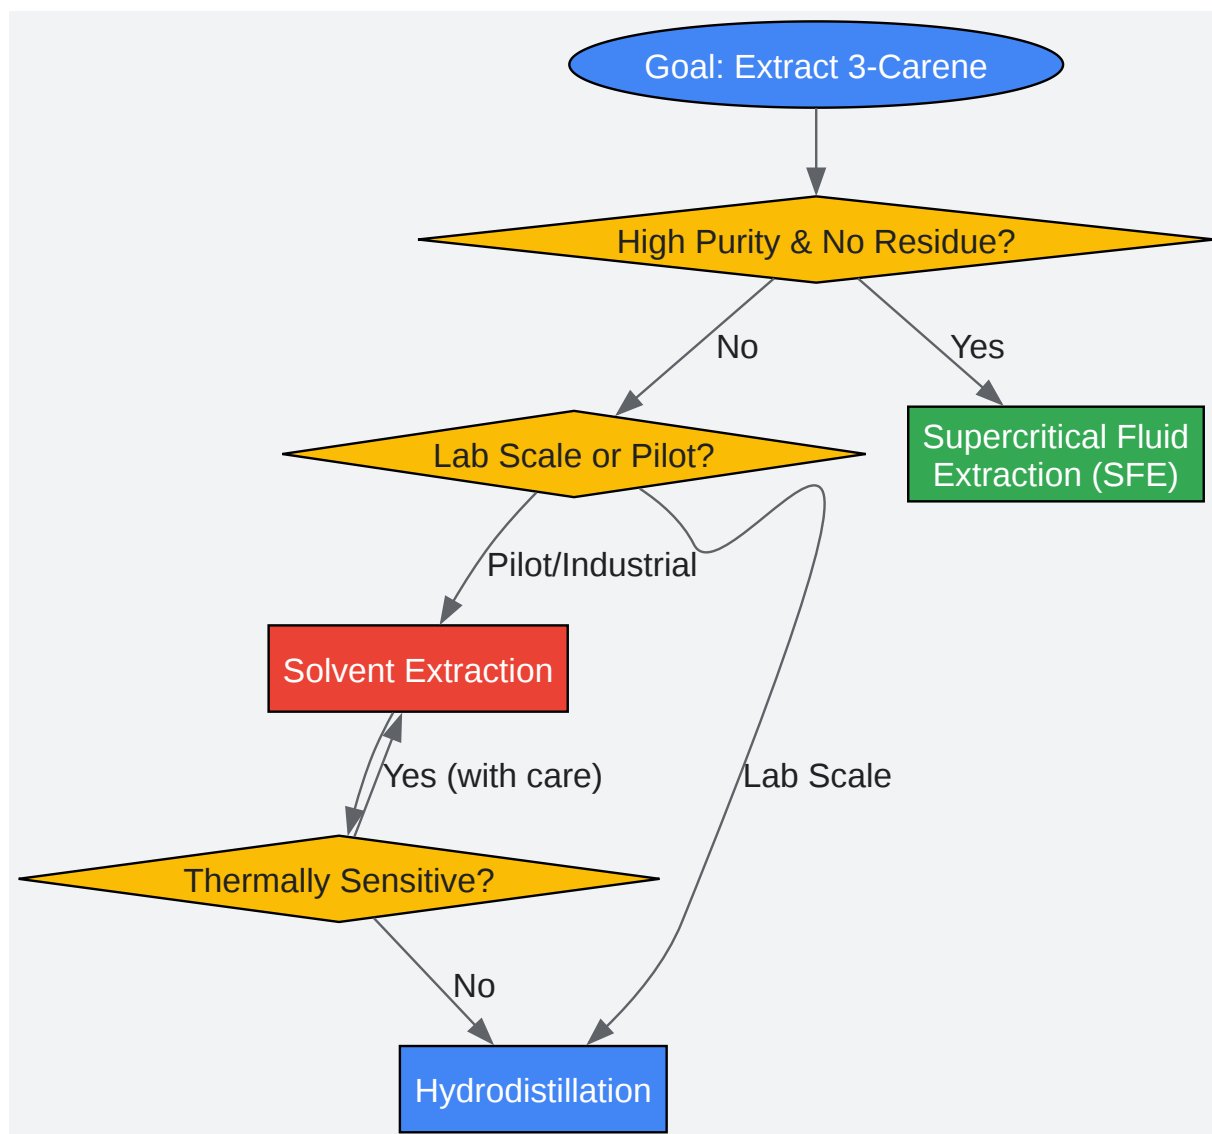 Goal: Extract 3-Carene
High Purity & No Residue?
No
Yes
Lab Scale or Pilot?
Supercritical Fluid
Extraction (SFE)
Pilot/Industrial
Solvent Extraction
Yes (with care)
Lab Scale
Thermally Sensitive?
No
Hydrodistillation